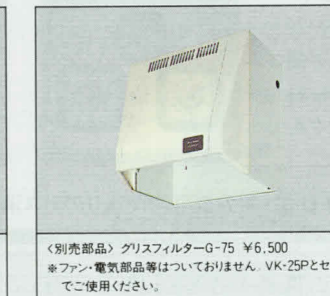 〈別売部品〉 グリスフィルターG-75 ¥6,500
※ファン・電気部品等はついておりません。VK-25Pとセ
でご使用ください。